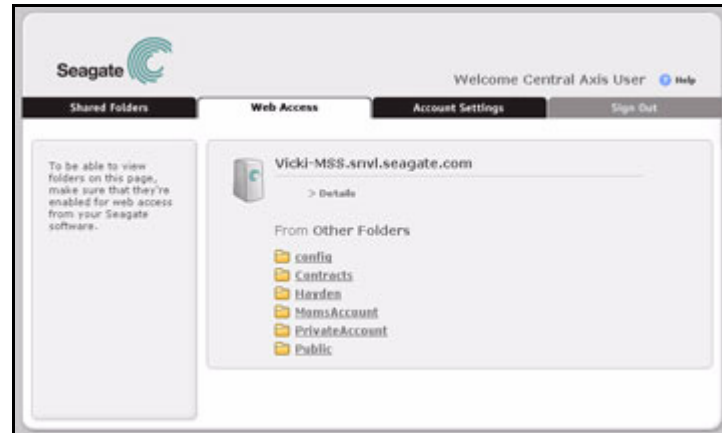 Seagate
Welcome Central Axis User
Help
Shared Folders
Web Access
Account Settings
Sign Out
To be able to view
folders on this page,
make sure that they're
enabled for web access
from your Seagate
software.
Vicki-MSS.snvl.seagate.com
> Details
From Other Folders
config
Contracts
Hayden
MomsAccount
PrivateAccount
Public